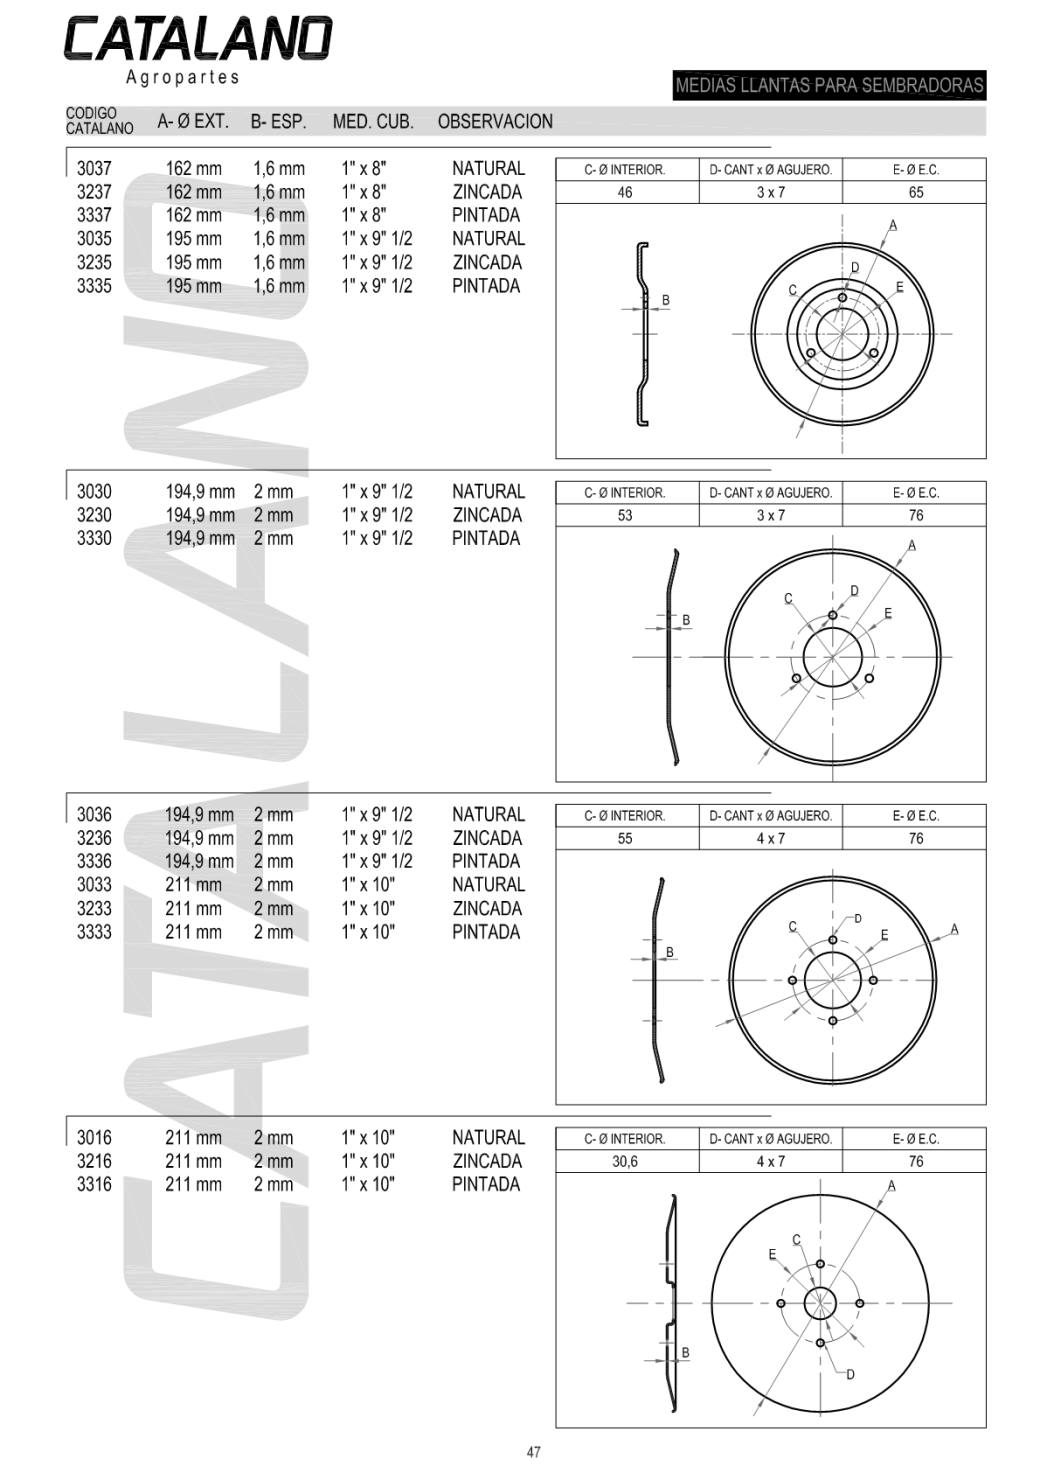 CATALANO
Agropartes
MEDIAS LLANTAS PARA SEMBRADORAS
CODIGO CATALANO A- Ø EXT. B- ESP. MED. CUB. OBSERVACION
3037 162 mm 1,6 mm 1" x 8" NATURAL
3237 162 mm 1,6 mm 1" x 8" ZINCADA
3337 162 mm 1,6 mm 1" x 8" PINTADA
3035 195 mm 1,6 mm 1" x 9" 1/2 NATURAL
3235 195 mm 1,6 mm 1" x 9" 1/2 ZINCADA
3335 195 mm 1,6 mm 1" x 9" 1/2 PINTADA
C- Ø INTERIOR. D- CANT x Ø AGUJERO. E- Ø E.C.
46 3 x 7 65
A
D
C E
B
3030 194,9 mm 2 mm 1" x 9" 1/2 NATURAL
3230 194,9 mm 2 mm 1" x 9" 1/2 ZINCADA
3330 194,9 mm 2 mm 1" x 9" 1/2 PINTADA
C- Ø INTERIOR. D- CANT x Ø AGUJERO. E- Ø E.C.
53 3 x 7 76
A
D
C
E
B
3036 194,9 mm 2 mm 1" x 9" 1/2 NATURAL
3236 194,9 mm 2 mm 1" x 9" 1/2 ZINCADA
3336 194,9 mm 2 mm 1" x 9" 1/2 PINTADA
3033 211 mm 2 mm 1" x 10" NATURAL
3233 211 mm 2 mm 1" x 10" ZINCADA
3333 211 mm 2 mm 1" x 10" PINTADA
C- Ø INTERIOR. D- CANT x Ø AGUJERO. E- Ø E.C.
55 4 x 7 76
D
C E A
B
3016 211 mm 2 mm 1" x 10" NATURAL
3216 211 mm 2 mm 1" x 10" ZINCADA
3316 211 mm 2 mm 1" x 10" PINTADA
C- Ø INTERIOR. D- CANT x Ø AGUJERO. E- Ø E.C.
30,6 4 x 7 76
A
C
E
B
D
CATALANO
47